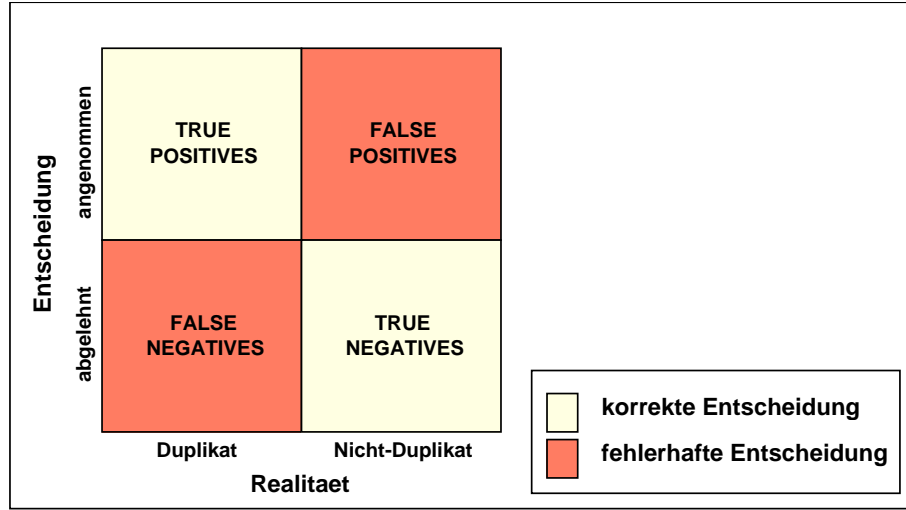 Entscheidung
angenommen
abgelehnt
TRUE
POSITIVES
FALSE
POSITIVES
FALSE
NEGATIVES
TRUE
NEGATIVES
Duplikat
Nicht-Duplikat
Realitaet
korrekte Entscheidung
fehlerhafte Entscheidung